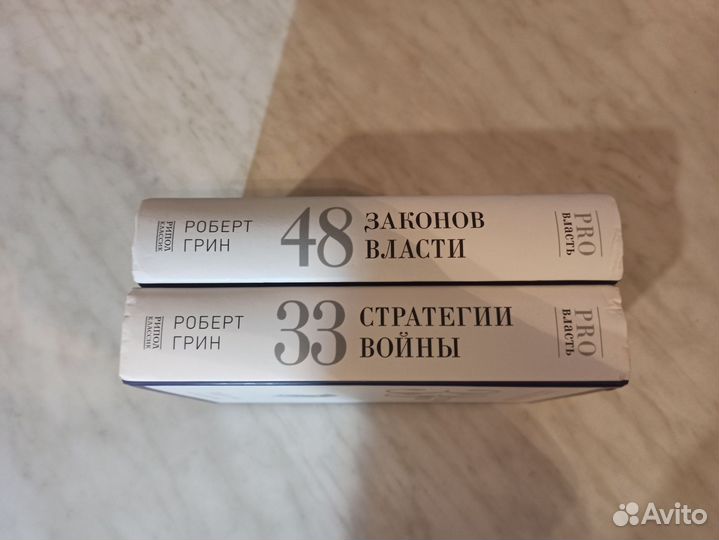 РИПОЛ
КЛАССИК
РОБЕРТ
ГРИН
48
ЗАКОНОВ
ВЛАСТИ
PRO
власть
РИПОЛ
КЛАССИК
РОБЕРТ
ГРИН
33
СТРАТЕГИИ
ВОЙНЫ
PRO
власть
Avito